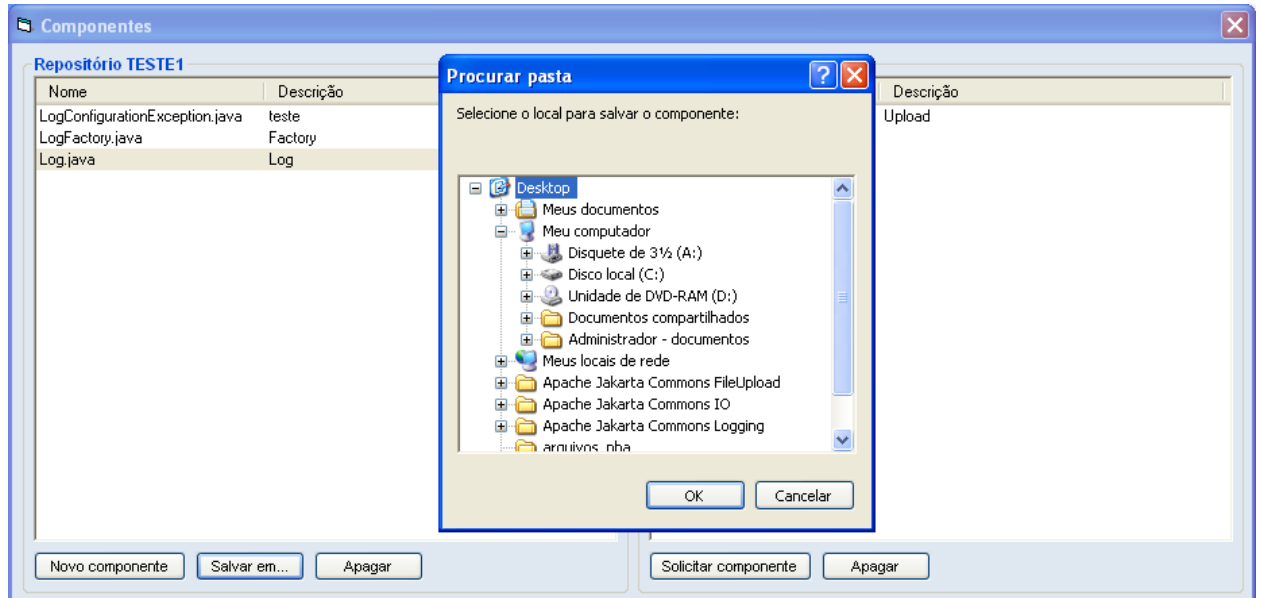 Componentes
Repositório TESTE1
Nome Descrição
LogConfigurationException.java teste
LogFactory.java Factory
Log.java Log
Novo componente Salvar em... Apagar
Procurar pasta
Selecione o local para salvar o componente:
Desktop
Meus documentos
Meu computador
Disquete de 3½ (A:)
Disco local (C:)
Unidade de DVD-RAM (D:)
Documentos compartilhados
Administrador - documentos
Meus locais de rede
Apache Jakarta Commons FileUpload
Apache Jakarta Commons IO
Apache Jakarta Commons Logging
OK Cancelar
Descrição
Upload
Solicitar componente Apagar